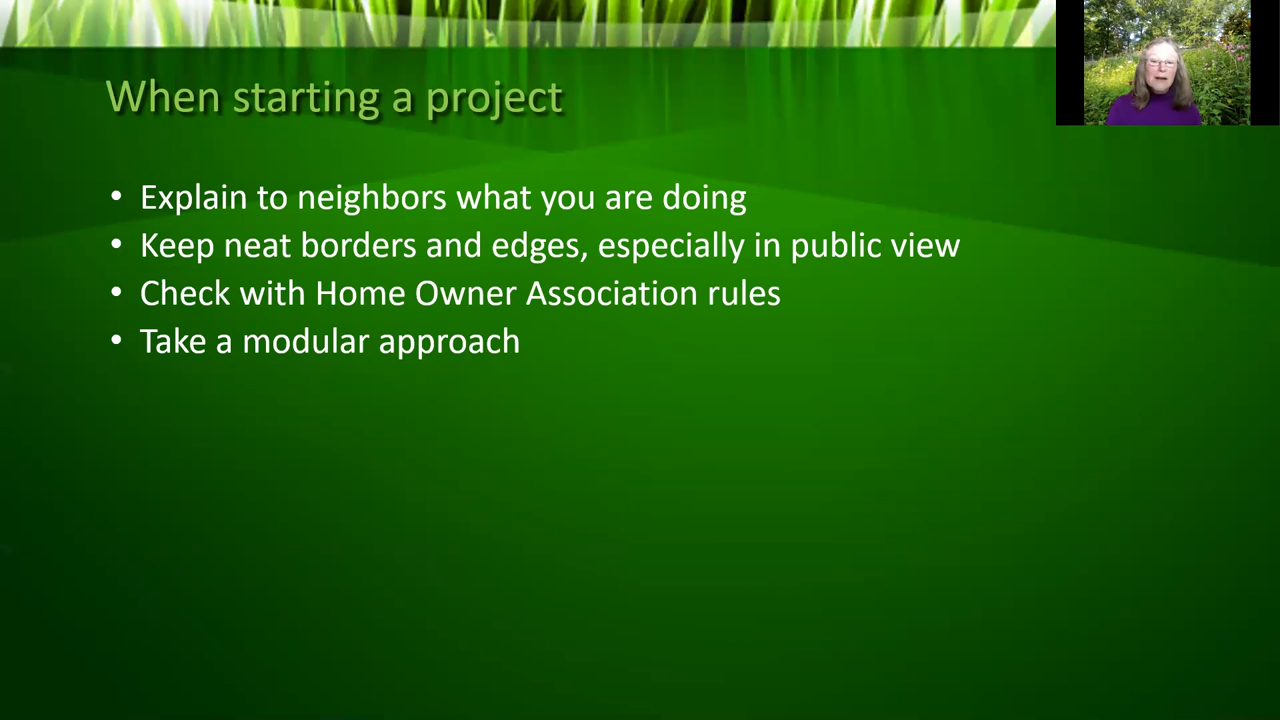 When starting a project
• Explain to neighbors what you are doing
• Keep neat borders and edges, especially in public view
• Check with Home Owner Association rules
• Take a modular approach